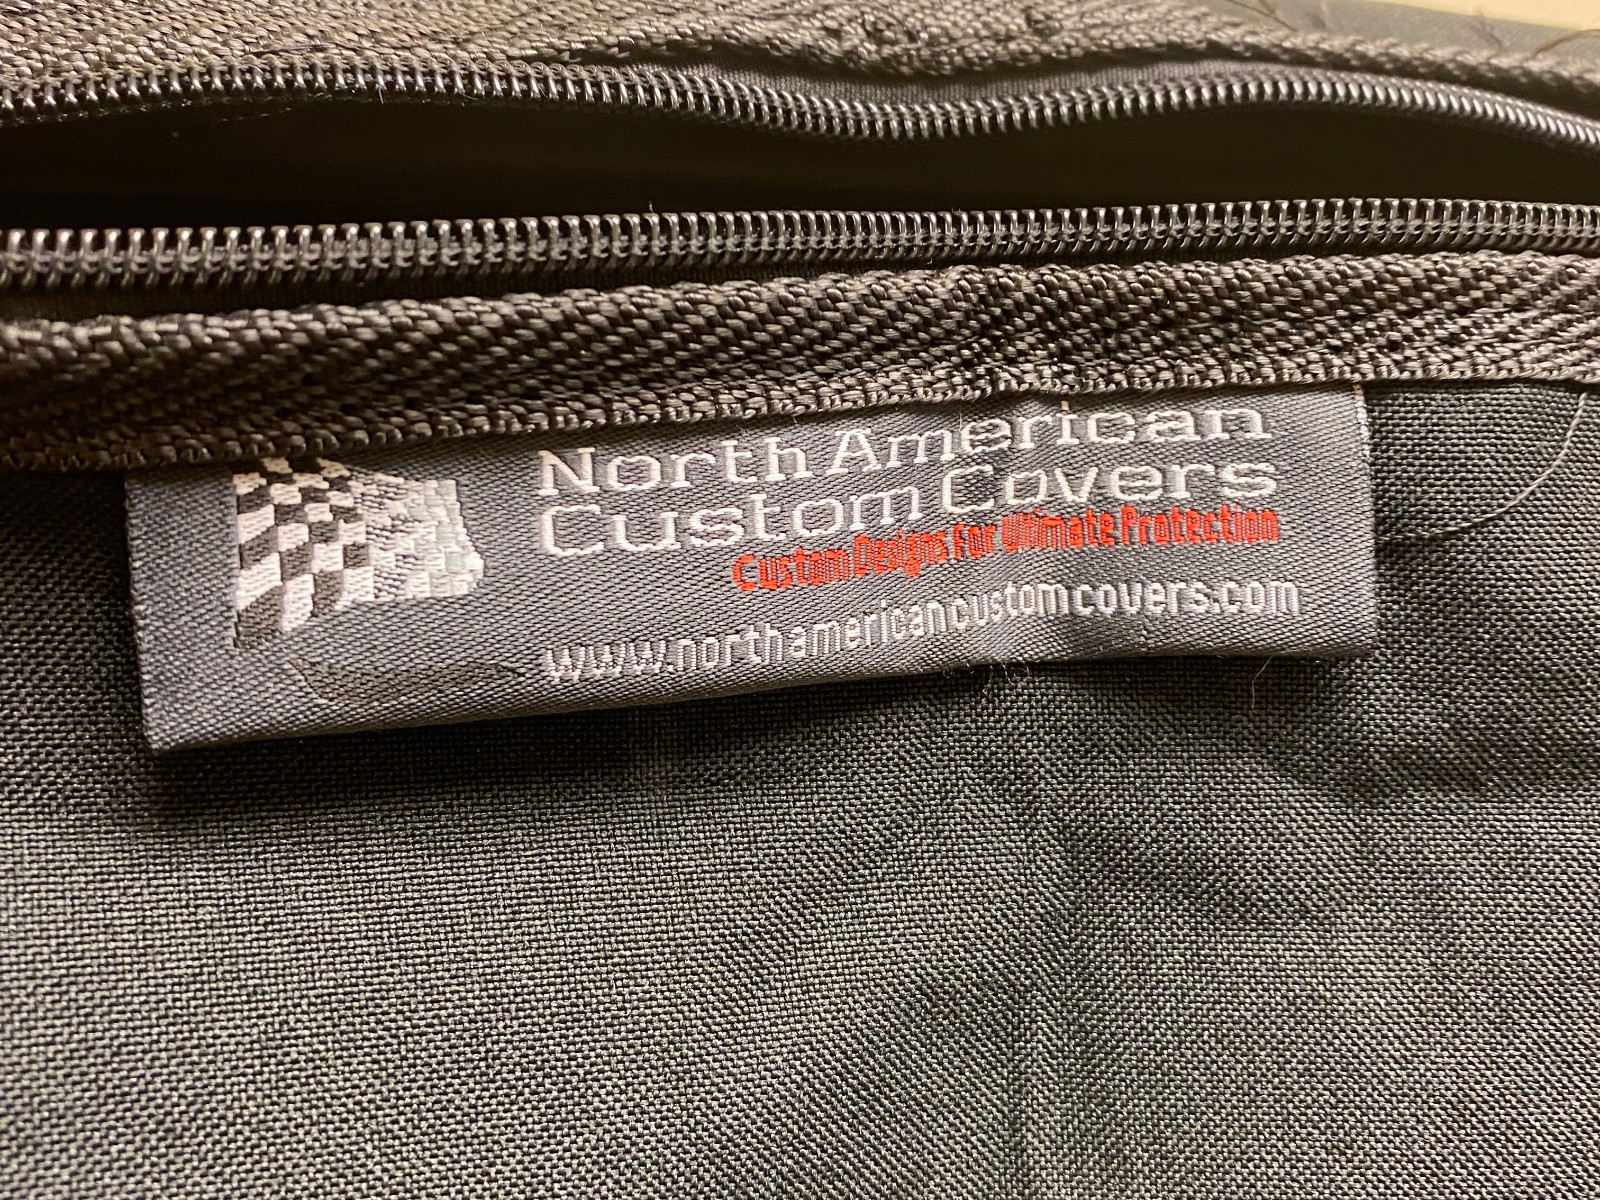 North American
Custom Covers
Custom Designs For Ultimate Protection
www.northamericancustomcovers.com